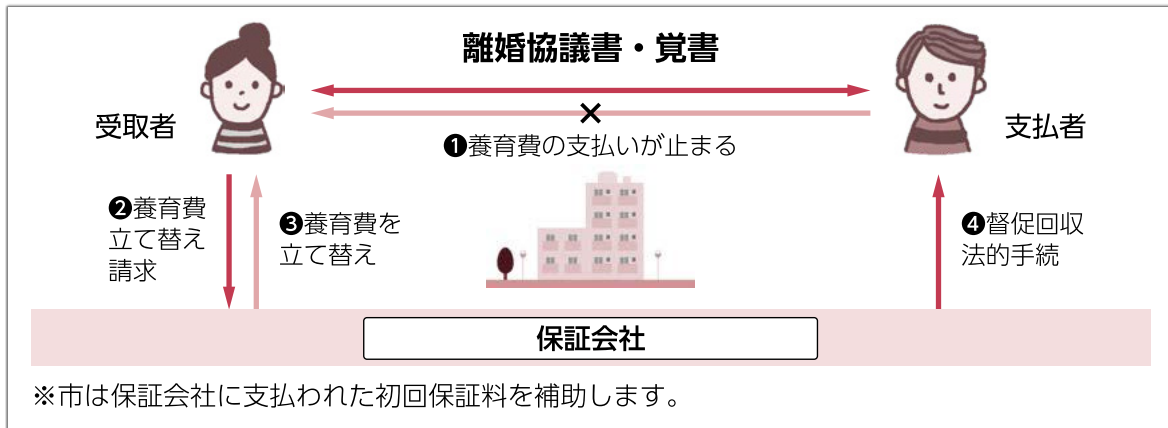 離婚協議書・覚書
受取者
支払者
❶養育費の支払いが止まる
❷養育費
立て替え
請求
❸養育費を
立て替え
❹督促回収
法的手続
保証会社
※市は保証会社に支払われた初回保証料を補助します。